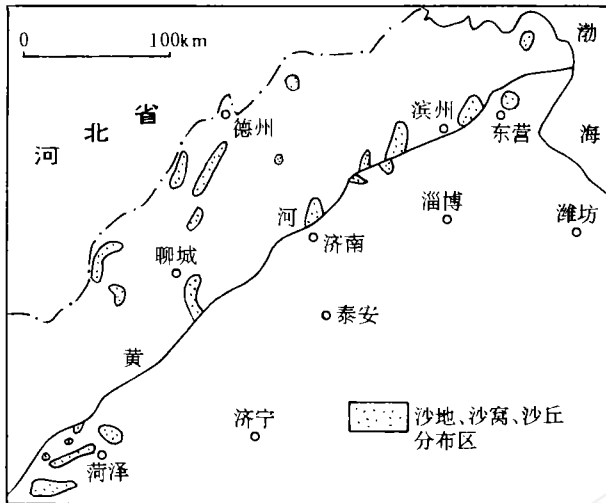 0 100km
渤
海
河北省
德州
滨州
东营
淄博
潍坊
河
济南
聊城
泰安
黄
济宁
沙地、沙窝、沙丘
分布区
菏泽